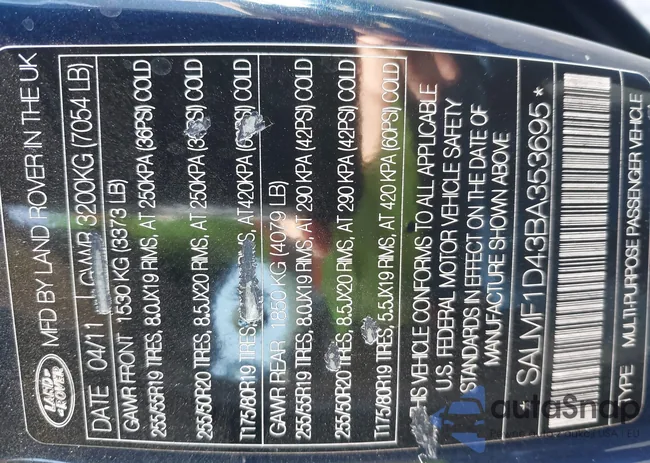 LAND ROVER
MFD BY LAND ROVER IN THE UK
DATE 04/11 GVWR 3200KG (7054 LB)
GAWR FRONT 1530 KG (3373 LB)
255/55R19 TIRES, 8.0JX19 RIMS, AT 250KPA (36PSI) COLD
255/50R20 TIRES, 8.5JX20 RIMS, AT 250KPA (36PSI) COLD
T175/80R19 TIRES, RIMS, AT 420KPA COLD
GAWR REAR 1850 KG (4079 LB)
255/55R19 TIRES, 8.0JX19 RIMS, AT 290 KPA (42PSI) COLD
255/50R20 TIRES, 8.5JX20 RIMS, AT 290 KPA (42PSI) COLD
T175/80R19 TIRES, 5.5JX19 RIMS, AT 420 KPA (60PSI) COLD
THIS VEHICLE CONFORMS TO ALL APPLICABLE
U.S. FEDERAL MOTOR VEHICLE SAFETY
STANDARDS IN EFFECT ON THE DATE OF
MANUFACTURE SHOWN ABOVE
* SALMF1D43BA353695 *
TYPE MULTI-PURPOSE PASSENGER VEHICLE
autoSnap